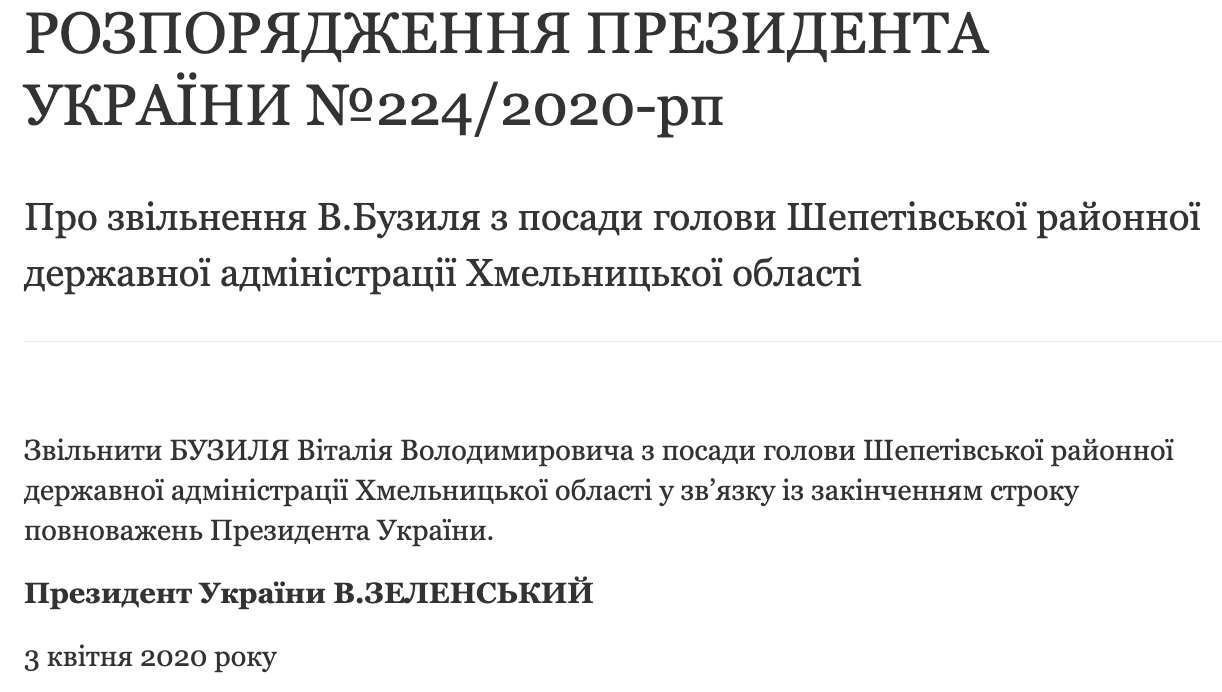 РОЗПОРЯДЖЕННЯ ПРЕЗИДЕНТА
УКРАЇНИ №224/2020-рп
Про звільнення В.Бузиля з посади голови Шепетівської районної
державної адміністрації Хмельницької області
Звільнити БУЗИЛЯ Віталія Володимировича з посади голови Шепетівської районної
державної адміністрації Хмельницької області у зв’язку із закінченням строку
повноважень Президента України.
Президент України В.ЗЕЛЕНСЬКИЙ
3 квітня 2020 року